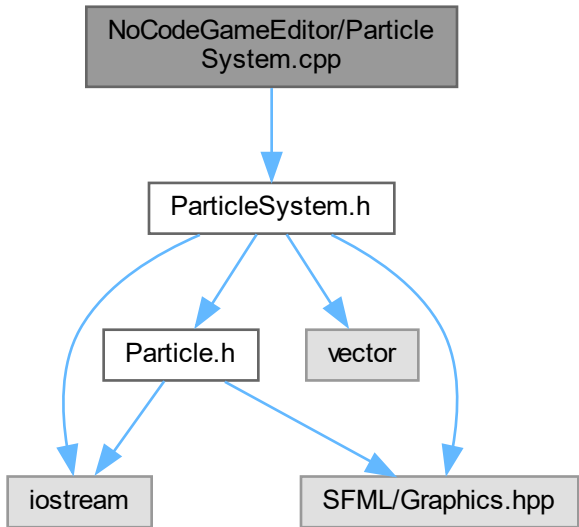 NoCodeGameEditor/Particle
System.cpp
ParticleSystem.h
Particle.h
vector
iostream
SFML/Graphics.hpp